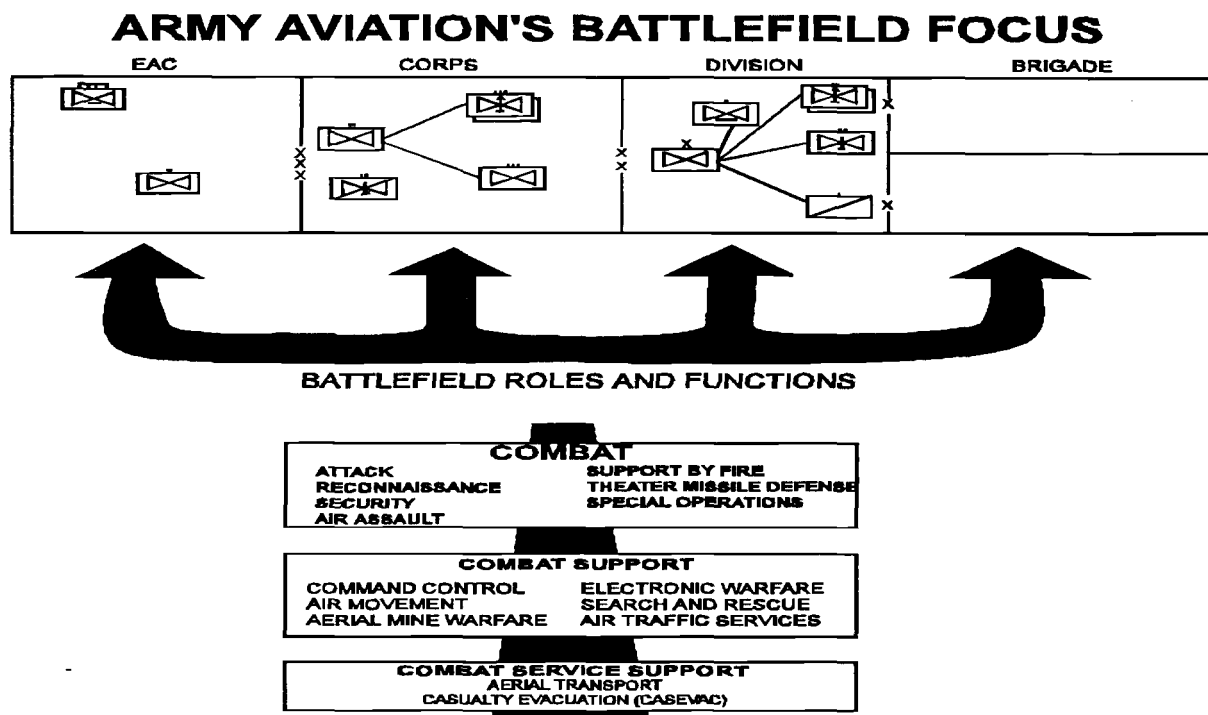 ARMY AVIATION'S BATTLEFIELD FOCUS
EAC CORPS DIVISION BRIGADE
X
X
X
X
X
X
X
X
BATTLEFIELD ROLES AND FUNCTIONS
COMBAT
ATTACK SUPPORT BY FIRE
RECONNAISSANCE THEATER MISSILE DEFENSE
SECURITY SPECIAL OPERATIONS
AIR ASSAULT
COMBAT SUPPORT
COMMAND CONTROL ELECTRONIC WARFARE
AIR MOVEMENT SEARCH AND RESCUE
AERIAL MINE WARFARE AIR TRAFFIC SERVICES
COMBAT SERVICE SUPPORT
AERIAL TRANSPORT
CASUALTY EVACUATION (CASEVAC)